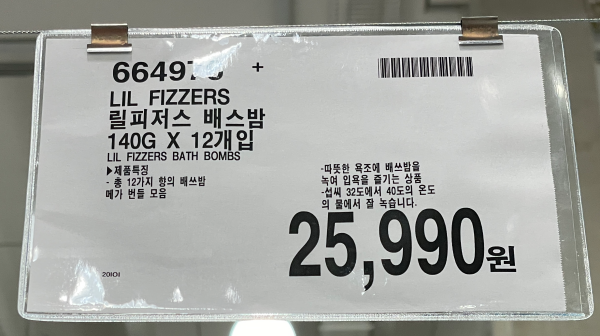 +
LIL FIZZERS
릴피저스 배스밤
140G X 12개입
LIL FIZZERS BATH BOMBS
▶제품특징
- 총 12가지 향의 배쓰밤
메가 번들 모음
-따뜻한 욕조에 배쓰밤을
녹여 입욕을 즐기는 상품
-섭씨 32도에서 40도의 온도
의 물에서 잘 녹습니다.
25,990원